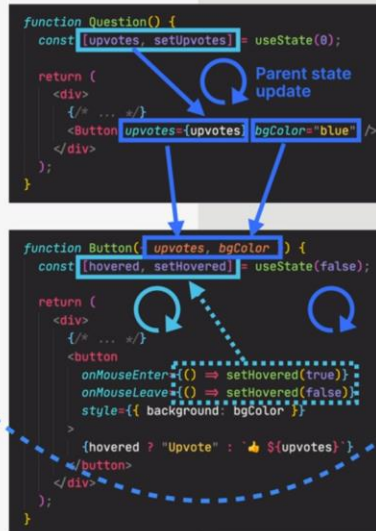 function Question() {
const [upvotes, setUpvotes] = useState(0);
return (
<div>
{/* ... */}
<Button upvotes={upvotes} bgColor="blue" />
</div>
);
}
Parent state
update
function Button({ upvotes, bgColor }) {
const [hovered, setHovered] = useState(false);
return (
<div>
{/* ... */}
<button
onMouseEnter={() => setHovered(true)}
onMouseLeave={() => setHovered(false)}
style={{ background: bgColor }}
>
{hovered ? "Upvote" : `👍 ${upvotes}`}
</button>
</div>
);
}